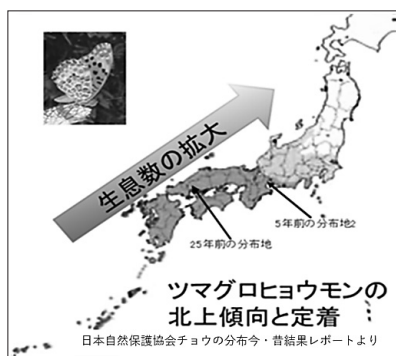 生息数の拡大
5年前の分布地2
25年前の分布地
ツマグロヒョウモンの
北上傾向と定着
日本自然保護協会チョウの分布今・昔結果レポートより